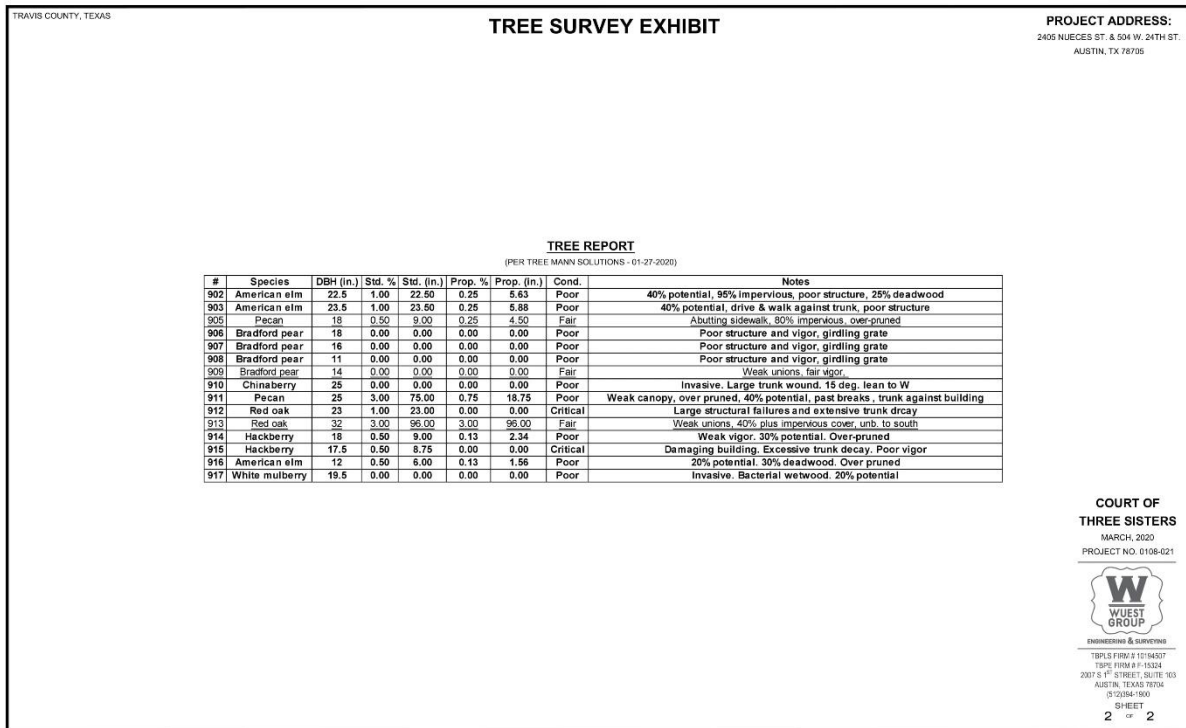 TRAVIS COUNTY, TEXAS
TREE SURVEY EXHIBIT
PROJECT ADDRESS:
2405 NUECES ST. & 504 W. 24TH ST.
AUSTIN, TX 78705
TREE REPORT
(PER TREE MANN SOLUTIONS - 01-27-2020)
# Species DBH (in.) Std. % Std. (in.) Prop. % Prop. (in.) Cond. Notes
902 American elm 22.5 1.00 22.50 0.25 5.63 Poor 40% potential, 95% impervious, poor structure, 25% deadwood
903 American elm 23.5 1.00 23.50 0.25 5.88 Poor 40% potential, drive & walk against trunk, poor structure
905 Pecan 18 0.50 9.00 0.25 4.50 Fair Abutting sidewalk, 80% impervious, over-pruned
906 Bradford pear 18 0.00 0.00 0.00 0.00 Poor Poor structure and vigor, girdling grate
907 Bradford pear 16 0.00 0.00 0.00 0.00 Poor Poor structure and vigor, girdling grate
908 Bradford pear 11 0.00 0.00 0.00 0.00 Poor Poor structure and vigor, girdling grate
909 Bradford pear 14 0.00 0.00 0.00 0.00 Fair Weak unions, fair vigor,
910 Chinaberry 25 0.00 0.00 0.00 0.00 Poor Invasive. Large trunk wound. 15 deg. lean to W
911 Pecan 25 3.00 75.00 0.75 18.75 Poor Weak canopy, over pruned, 40% potential, past breaks , trunk against building
912 Red oak 23 1.00 23.00 0.00 0.00 Critical Large structural failures and extensive trunk drcay
913 Red oak 32 3.00 96.00 3.00 96.00 Fair Weak unions, 40% plus impervious cover, unb. to south
914 Hackberry 18 0.50 9.00 0.13 2.34 Poor Weak vigor. 30% potential. Over-pruned
915 Hackberry 17.5 0.50 8.75 0.00 0.00 Critical Damaging building. Excessive trunk decay. Poor vigor
916 American elm 12 0.50 6.00 0.13 1.56 Poor 20% potential. 30% deadwood. Over pruned
917 White mulberry 19.5 0.00 0.00 0.00 0.00 Poor Invasive. Bacterial wetwood. 20% potential
COURT OF
THREE SISTERS
MARCH, 2020
PROJECT NO. 0108-021
W
WUEST
GROUP
ENGINEERING & SURVEYING
TBPLS FIRM # 10194507
TBPE FIRM # F-15324
2007 S 1ST STREET, SUITE 103
AUSTIN, TEXAS 78704
(512)394-1900
SHEET
2 OF 2